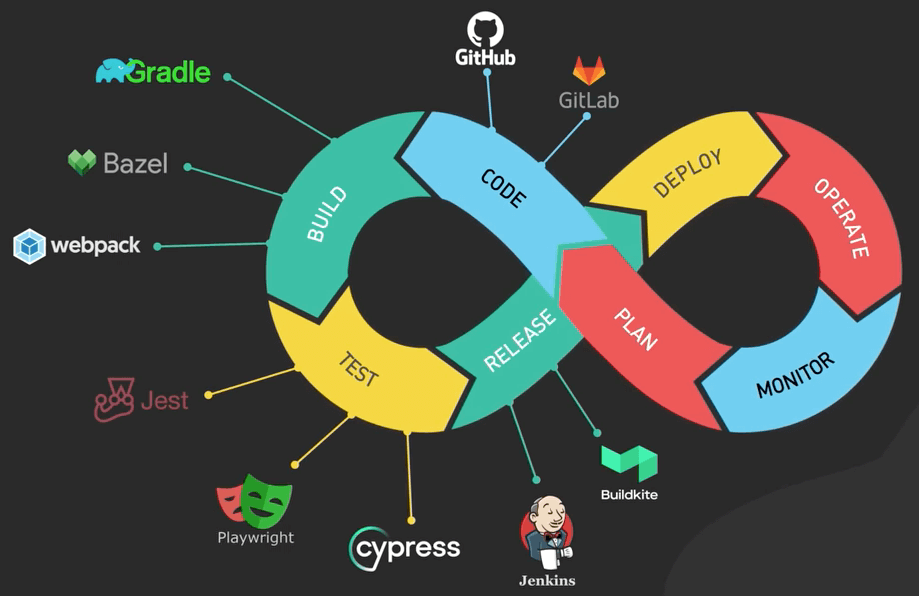 GitHub
Gradle
GitLab
Bazel
CODE
DEPLOY
BUILD
OPERATE
webpack
RELEASE
PLAN
TEST
MONITOR
Jest
Buildkite
Playwright
cypress
Jenkins